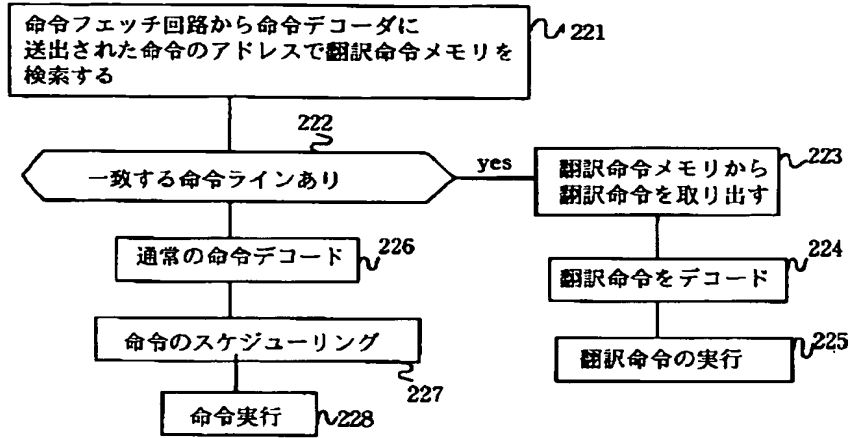 命令フェッチ回路から命令デコーダに
送出された命令のアドレスで翻訳命令メモリを
検索する
221
222
一致する命令ラインあり
yes
翻訳命令メモリから
翻訳命令を取り出す
223
通常の命令デコード
226
翻訳命令をデコード
224
命令のスケジューリング
227
翻訳命令の実行
225
命令実行
228